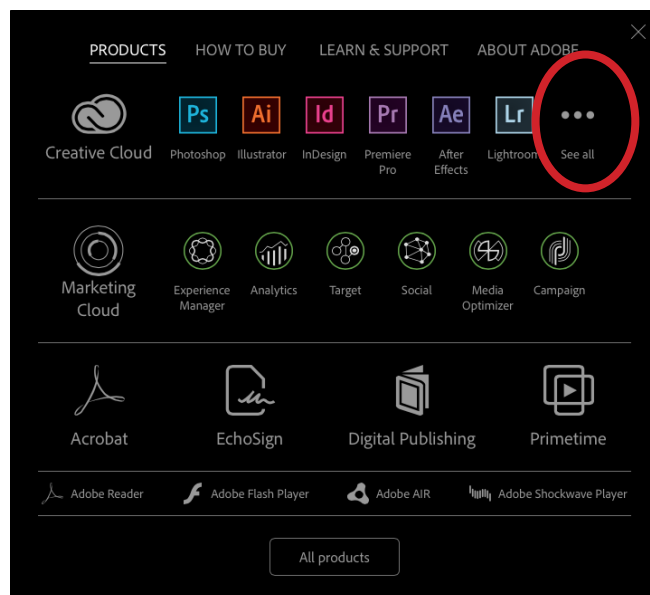 PRODUCTS HOW TO BUY LEARN & SUPPORT ABOUT ADOBE
Ps Ai Id Pr Ae Lr
Creative Cloud Photoshop Illustrator InDesign Premiere Pro After Effects Lightroom See all
Marketing Cloud Experience Manager Analytics Target Social Media Optimizer Campaign
Acrobat EchoSign Digital Publishing Primetime
Adobe Reader Adobe Flash Player Adobe AIR Adobe Shockwave Player
All products